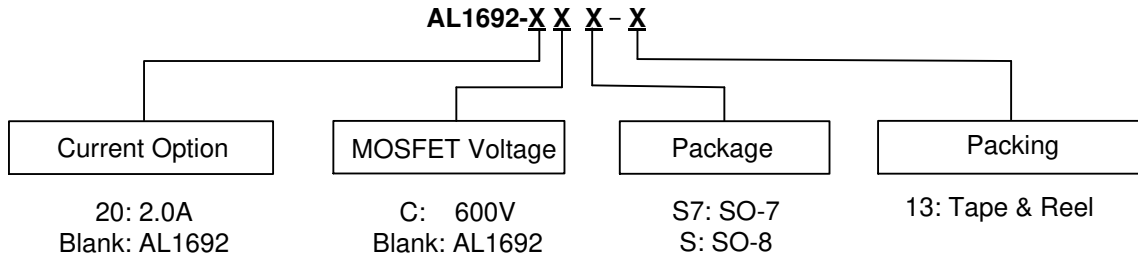 AL1692-X X X – X
Current Option
MOSFET Voltage
Package
Packing
20: 2.0A
Blank: AL1692
C: 600V
Blank: AL1692
S7: SO-7
S: SO-8
13: Tape & Reel